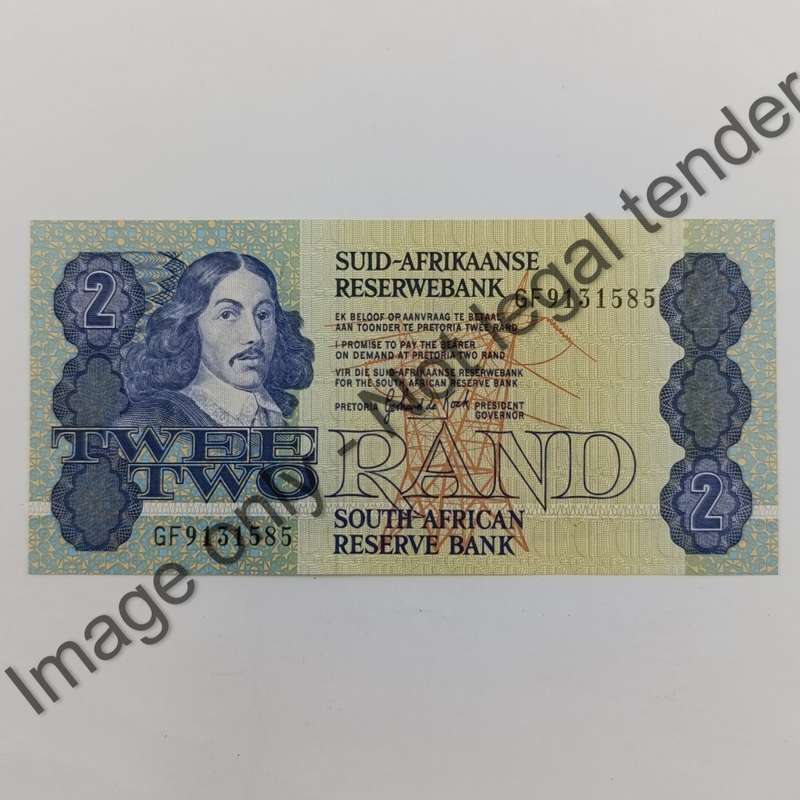 2
SUID-AFRIKAANSE
RESERWEBANK
GF9131585
EK BELOOF OP AANVRAAG TE BETAAL
AAN TOONDER TE PRETORIA TWEE RAND
I PROMISE TO PAY THE BEARER
ON DEMAND AT PRETORIA TWO RAND
VIR DIE SUID-AFRIKAANSE RESERWEBANK
FOR THE SOUTH AFRICAN RESERVE BANK
PRETORIA PRESIDENT
GOVERNOR
TWEE
TWO
RAND
2
GF9131585
SOUTH AFRICAN
RESERVE BANK
Image only - Not legal tender